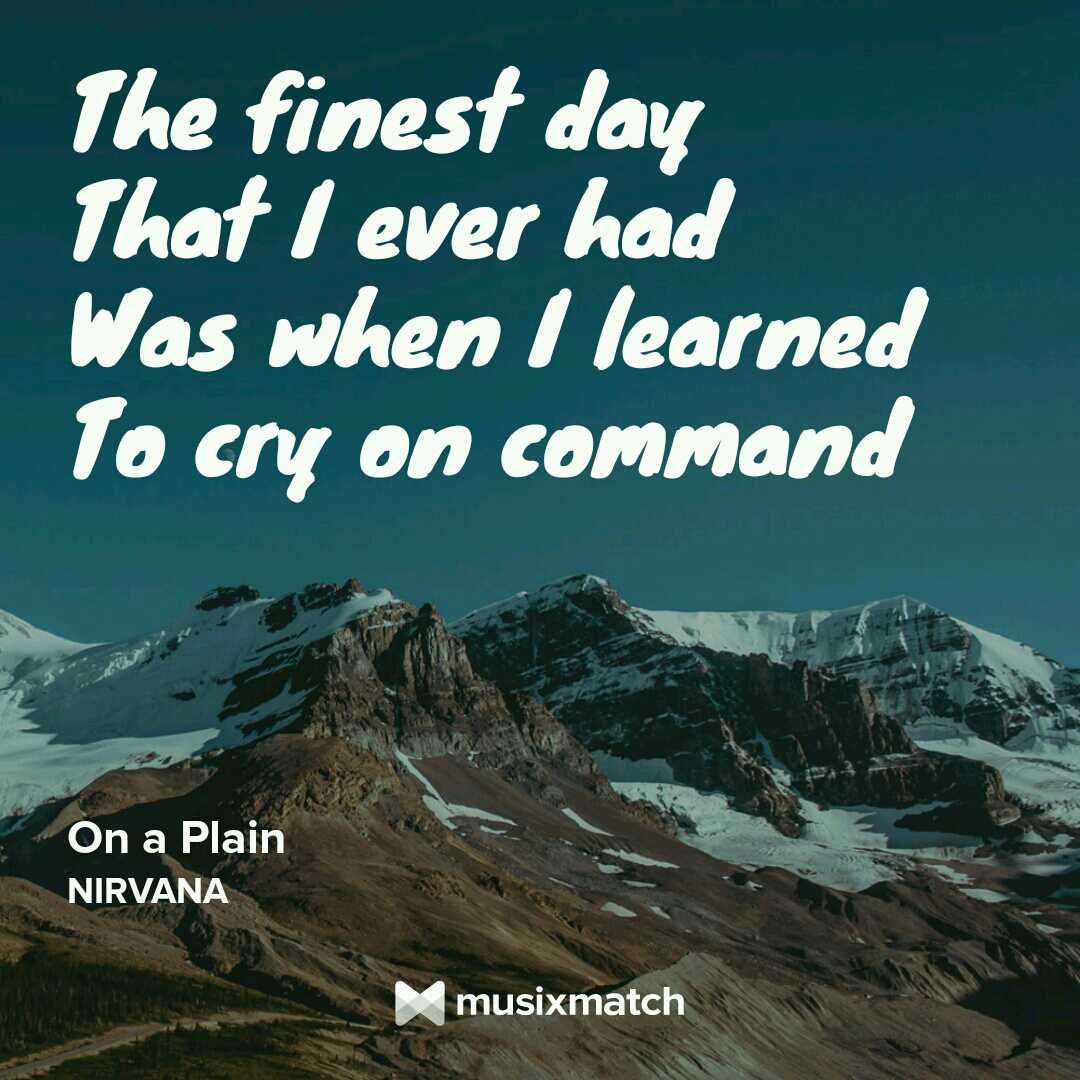 The finest day
That I ever had
Was when I learned
To cry on command
On a Plain
NIRVANA
musixmatch